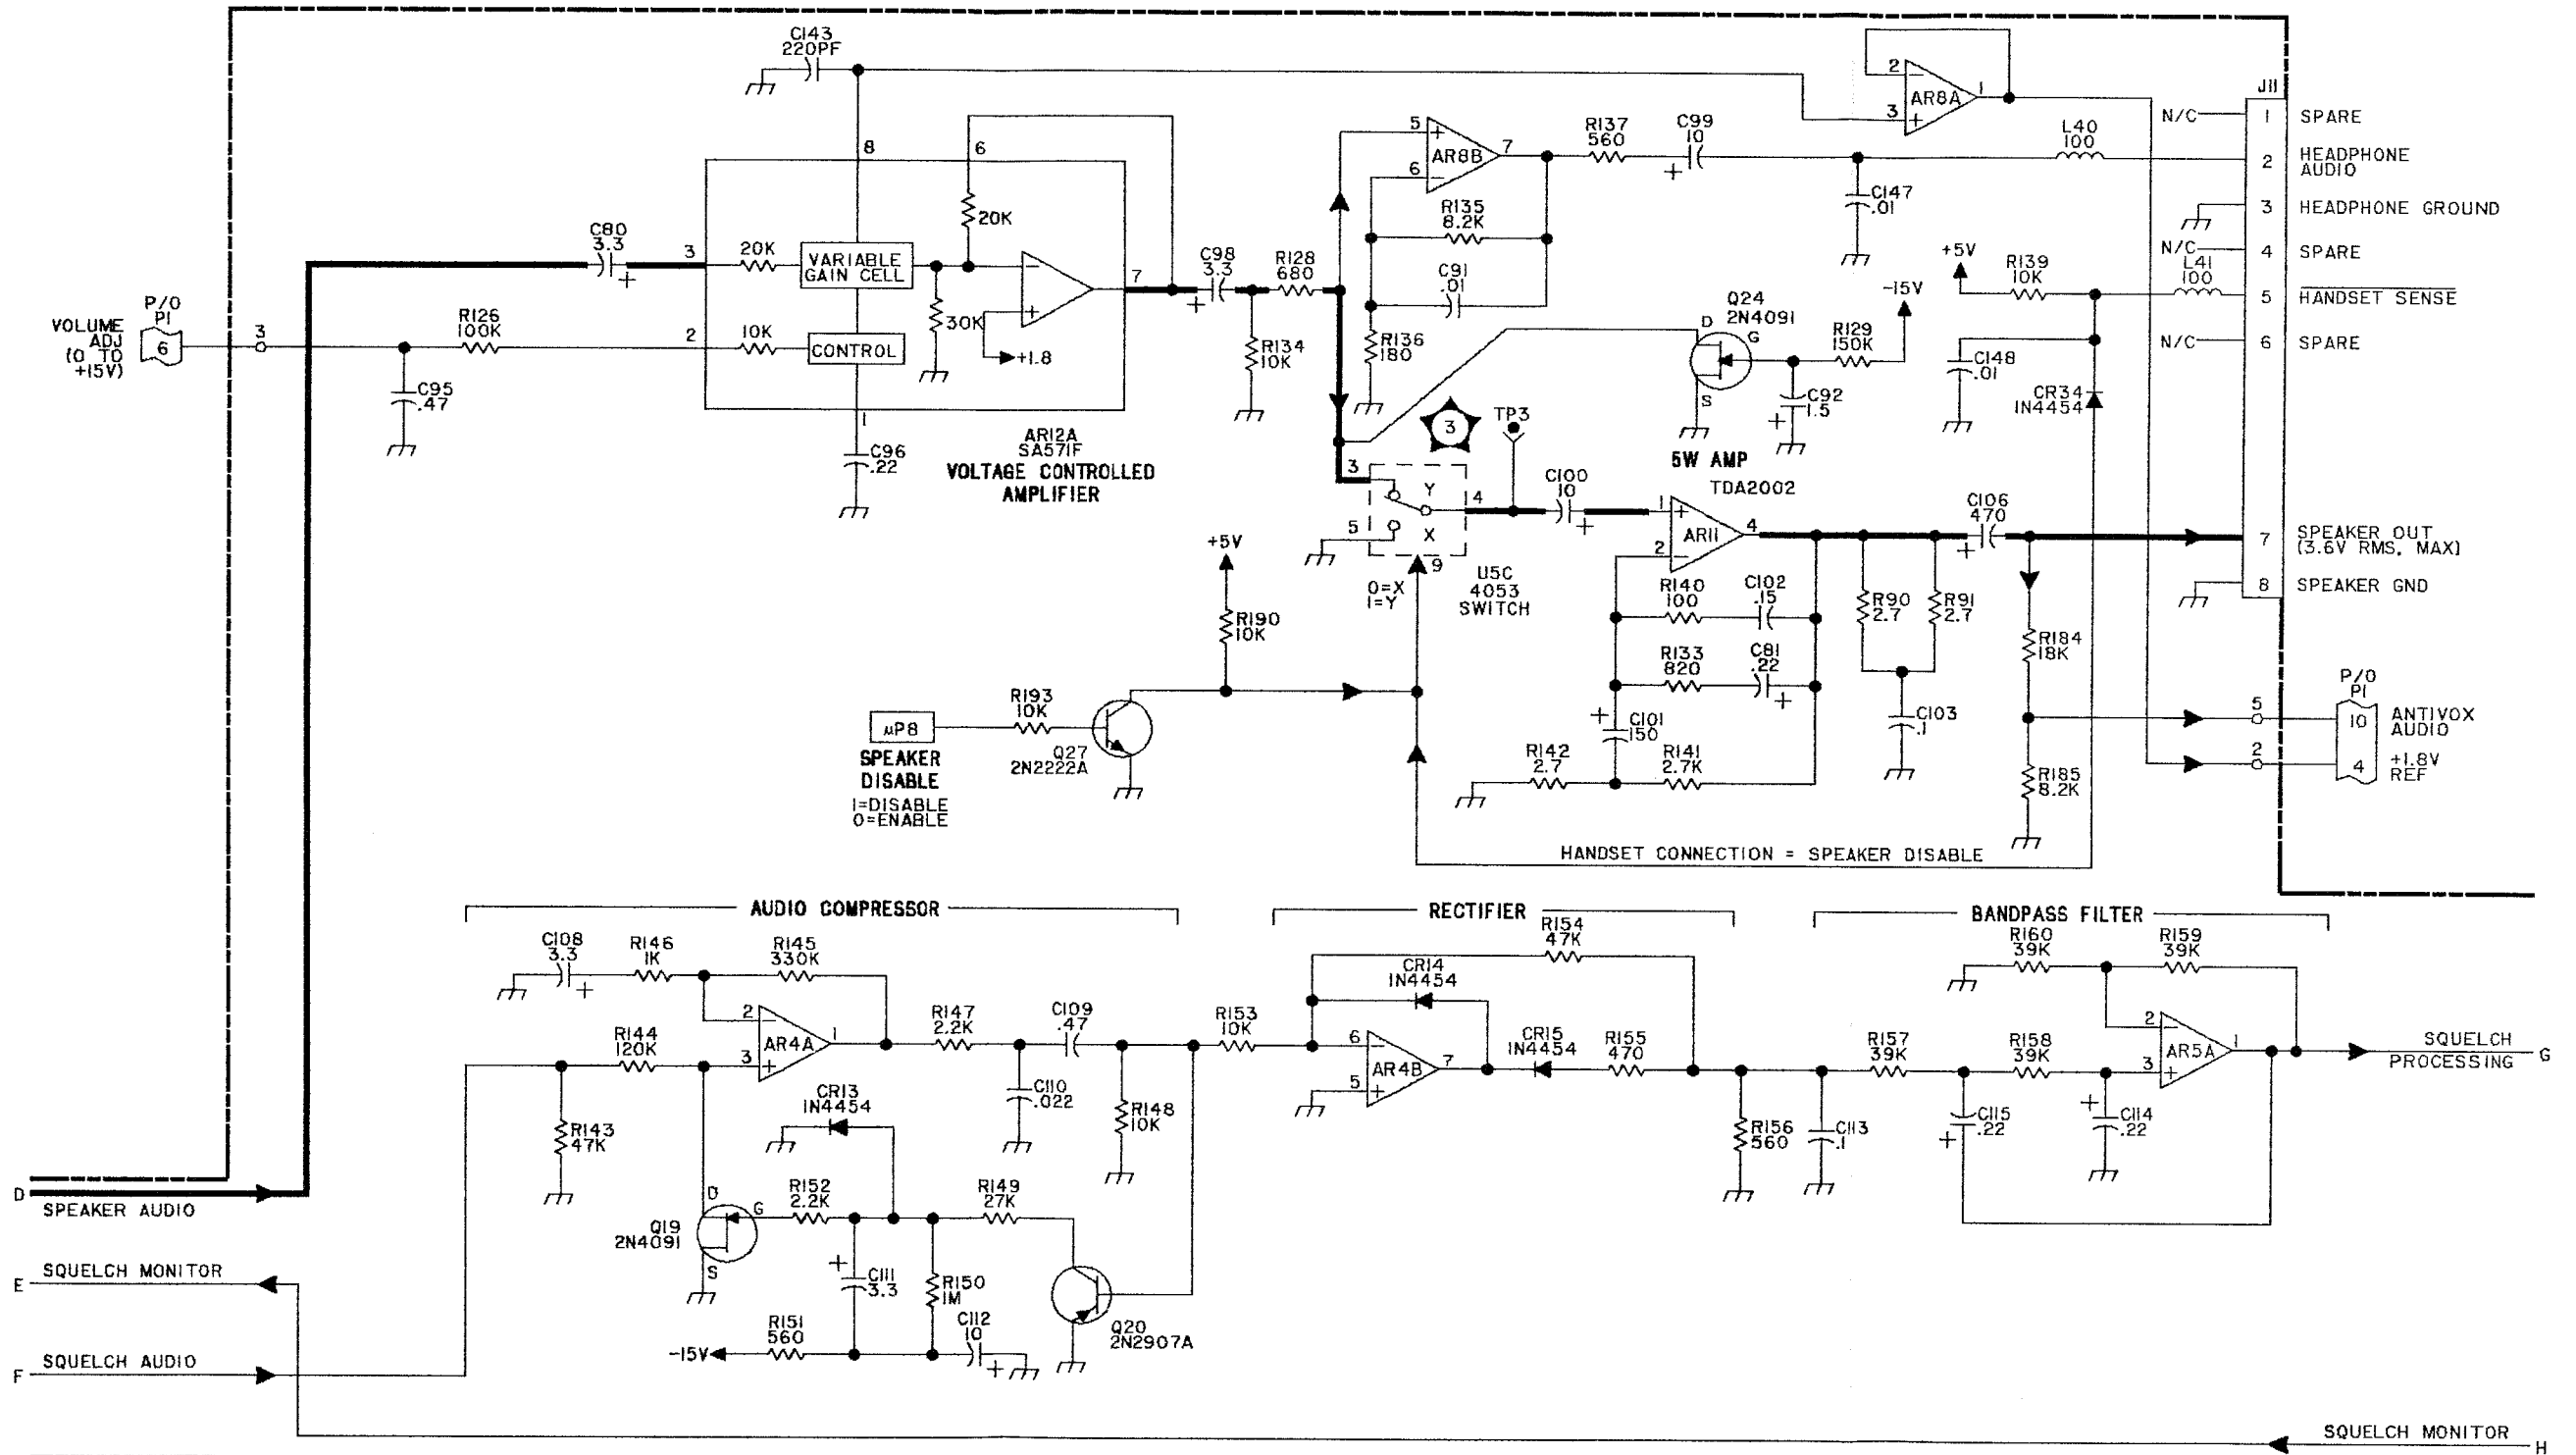 C143
220PF
8
6
20K
3
20K
VARIABLE
GAIN CELL
30K
+1.8
7
2
10K
CONTROL
1
C96
.22
AR12A
SA571F
VOLTAGE CONTROLLED
AMPLIFIER
C80
3.3
+
P/O
P1
VOLUME
ADJ
(0 TO
+15V)
6
3
R126
100K
C95
.47
C98
3.3
+
R128
680
R134
10K
5
+
AR8B
7
6
−
R135
8.2K
C91
.01
R136
180
R137
560
C99
10
+
2
−
AR8A
1
3
+
C147
.01
L40
100
J11
N/C
1
SPARE
2
HEADPHONE
AUDIO
3
HEADPHONE GROUND
N/C
4
SPARE
L41
100
5
HANDSET SENSE
N/C
6
SPARE
7
SPEAKER OUT
(3.6V RMS, MAX)
8
SPEAKER GND
+5V
R139
10K
C148
.01
CR34
1N4454
Q24
2N4091
D
G
S
R129
150K
-15V
C92
1.5
+
3
TP3
3
Y
4
5
X
9
0=X
1=Y
U5C
4053
SWITCH
C100
10
+
5W AMP
TDA2002
1
+
AR11
4
2
−
R140
100
C102
.15
R133
820
C81
.22
+
+
C101
150
R142
2.7
R141
2.7K
R90
2.7
R91
2.7
C103
.1
C106
470
+
R184
18K
R185
8.2K
P/O
P1
5
10
ANTIVOX
AUDIO
2
4
+1.8V
REF
+5V
R190
10K
µP8
SPEAKER
DISABLE
1=DISABLE
0=ENABLE
R193
10K
Q27
2N2222A
HANDSET CONNECTION = SPEAKER DISABLE
AUDIO COMPRESSOR
RECTIFIER
BANDPASS FILTER
C108
3.3
+
R146
1K
R145
330K
2
−
AR4A
1
3
+
R144
120K
R143
47K
R147
2.2K
C109
.47
C110
.022
R148
10K
CR13
1N4454
R152
2.2K
R149
27K
D
G
S
Q19
2N4091
+
C111
3.3
R150
1M
C112
10
+
R151
560
-15V
Q20
2N2907A
R153
10K
R154
47K
CR14
1N4454
6
−
AR4B
7
5
+
CR15
1N4454
R155
470
R156
560
C113
.1
R157
39K
R158
39K
R160
39K
R159
39K
2
−
AR5A
1
3
+
+
C115
.22
+
C114
.22
SQUELCH
PROCESSING
G
D
SPEAKER AUDIO
E
SQUELCH MONITOR
F
SQUELCH AUDIO
SQUELCH MONITOR
H